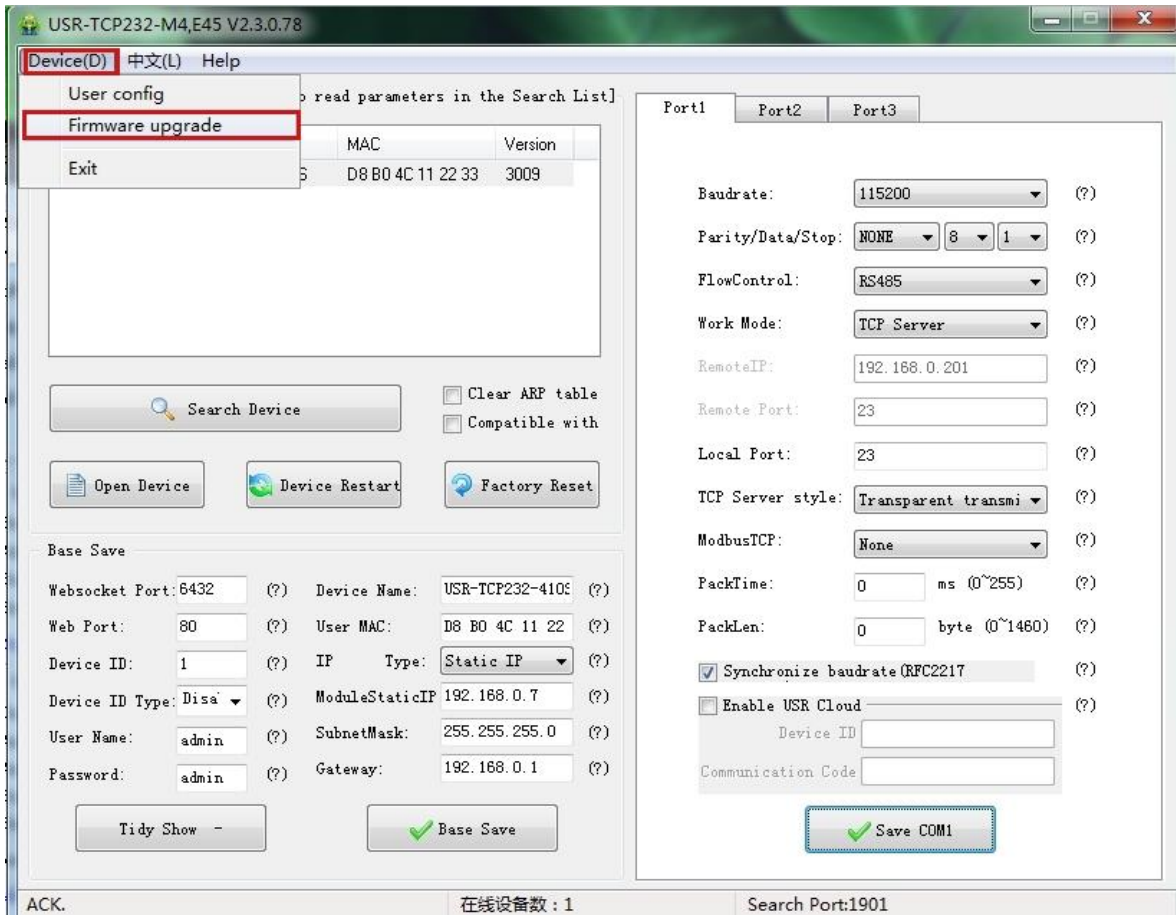 USR-TCP232-M4,E45 V2.3.0.78
Device(D) 中文(L) Help
User config
Firmware upgrade
Exit
read parameters in the Search List]
MAC Version
D8 B0 4C 11 22 33 3009
Search Device
Clear ARP table
Compatible with
Open Device
Device Restart
Factory Reset
Base Save
Websocket Port: 6432 (?) Device Name: USR-TCP232-410S (?)
Web Port: 80 (?) User MAC: D8 B0 4C 11 22 (?)
Device ID: 1 (?) IP Type: Static IP (?)
Device ID Type: Disa (?) ModuleStaticIP 192.168.0.7 (?)
User Name: admin (?) SubnetMask: 255.255.255.0 (?)
Password: admin (?) Gateway: 192.168.0.1 (?)
Tidy Show -
Base Save
Port1 Port2 Port3
Baudrate: 115200 (?)
Parity/Data/Stop: NONE 8 1 (?)
FlowControl: RS485 (?)
Work Mode: TCP Server (?)
RemoteIP: 192.168.0.201 (?)
Remote Port: 23 (?)
Local Port: 23 (?)
TCP Server style: Transparent transmi (?)
ModbusTCP: None (?)
PackTime: 0 ms (0~255) (?)
PackLen: 0 byte (0~1460) (?)
Synchronize baudrate(RFC2217 (?)
Enable USR Cloud (?)
Device ID
Communication Code
Save COM1
ACK. 在线设备数：1 Search Port:1901